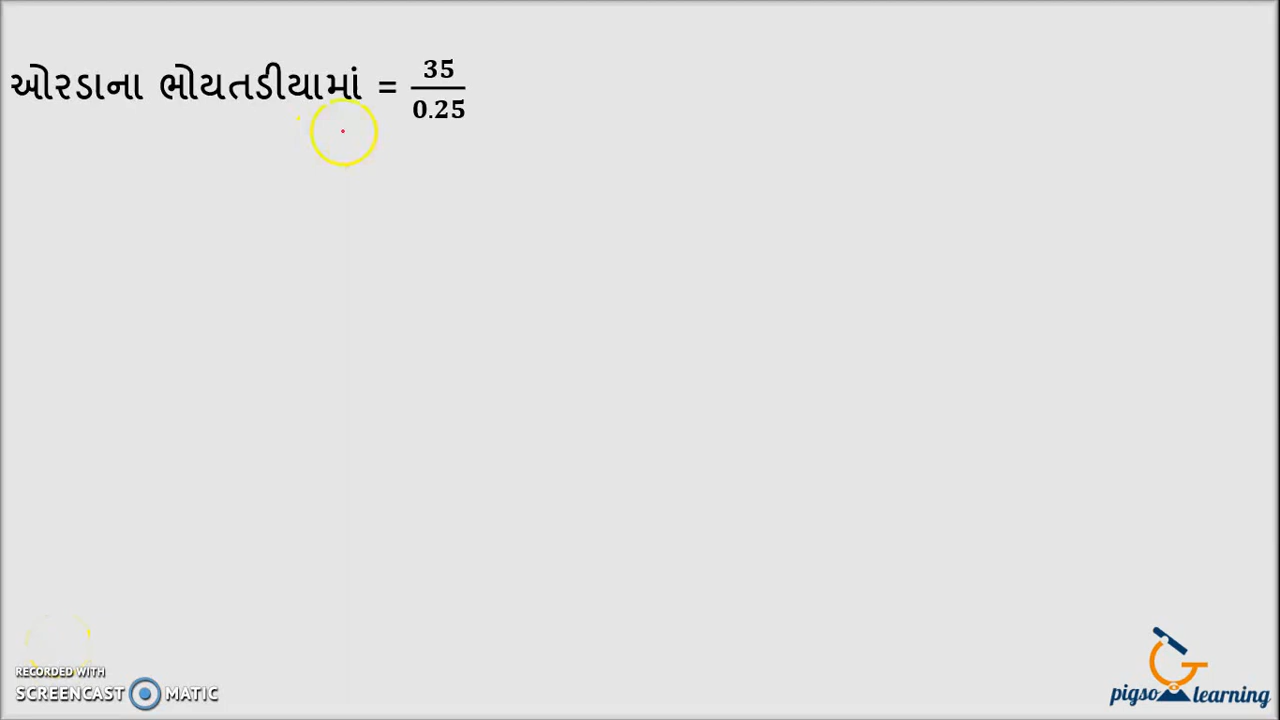 ઓરડાના ભોયતડીયામાં = 35/0.25
RECORDED WITH
SCREENCAST MATIC
pigso learning